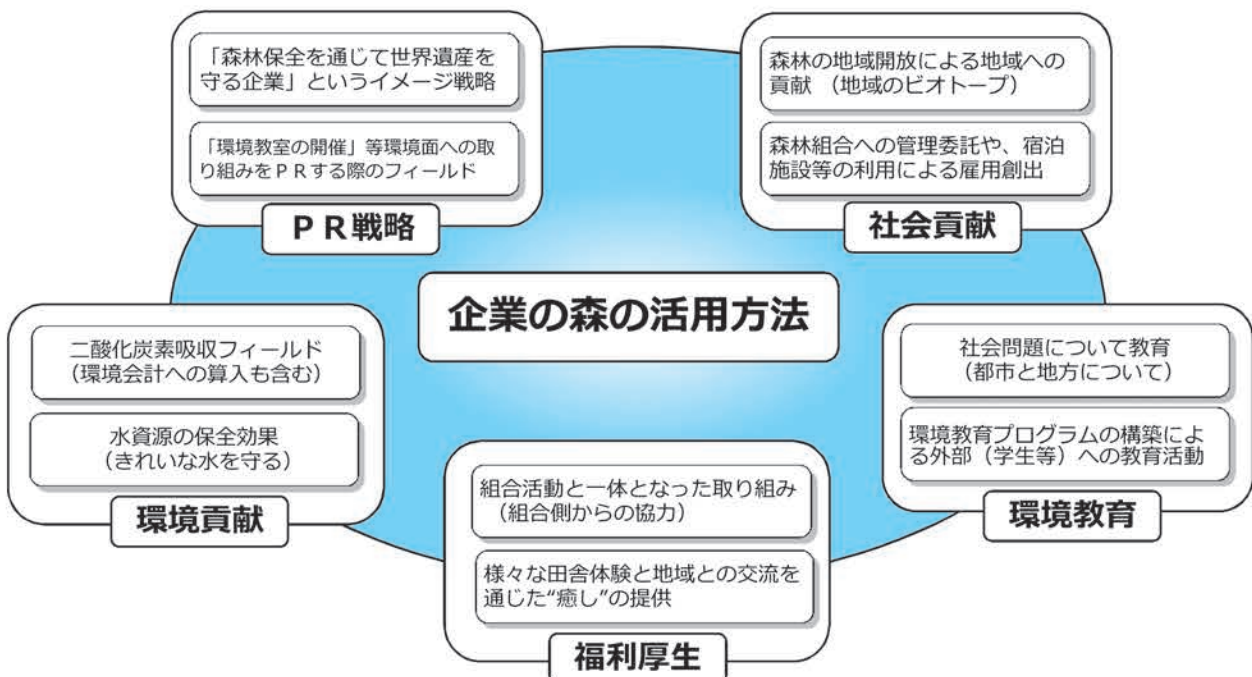 「森林保全を通じて世界遺産を
守る企業」というイメージ戦略
「環境教室の開催」等環境面への取
り組みをＰＲする際のフィールド
ＰＲ戦略
森林の地域開放による地域への
貢献 （地域のビオトープ）
森林組合への管理委託や、宿泊
施設等の利用による雇用創出
社会貢献
企業の森の活用方法
二酸化炭素吸収フィールド
（環境会計への算入も含む）
水資源の保全効果
（きれいな水を守る）
環境貢献
社会問題について教育
（都市と地方について）
環境教育プログラムの構築によ
る外部（学生等）への教育活動
環境教育
組合活動と一体となった取り組み
（組合側からの協力）
様々な田舎体験と地域との交流を
通じた“癒し”の提供
福利厚生